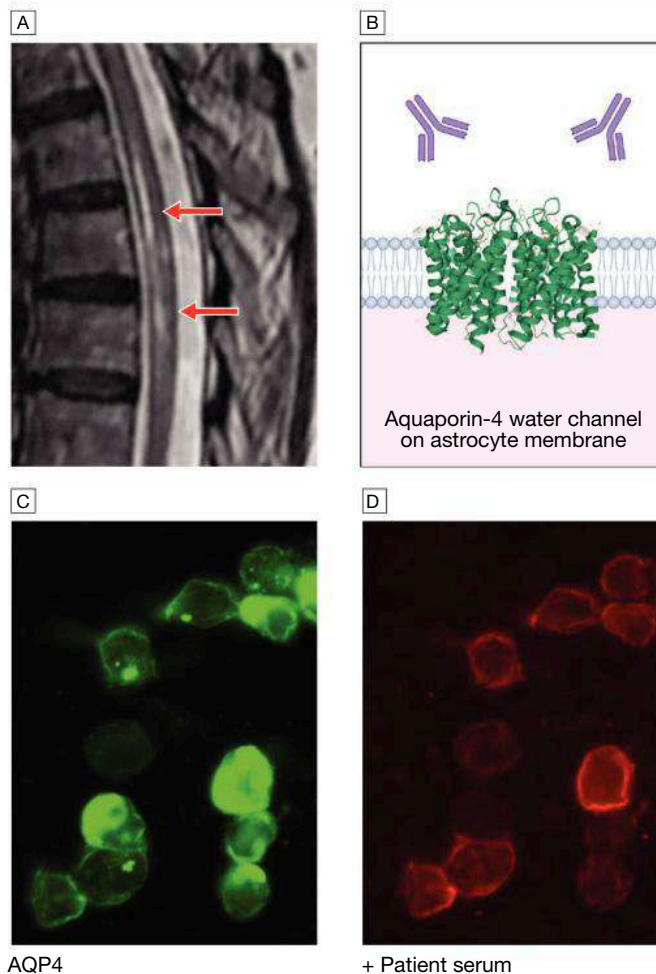 A
B
Aquaporin-4 water channel
on astrocyte membrane
C
D
AQP4
+ Patient serum